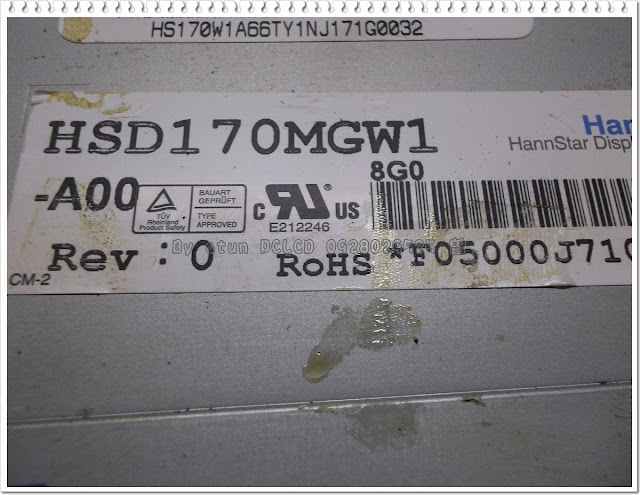 HS170W1A66TY1NJ171G0032
HSD170MGW1
HannStar Disp
8G0
-A00
TÜV
Rheinland
Product Safety
BAUART
GEPRÜFT
TYPE
APPROVED
C
US
E212246
Rev : 0
RoHS
*F05000J710
CM-2